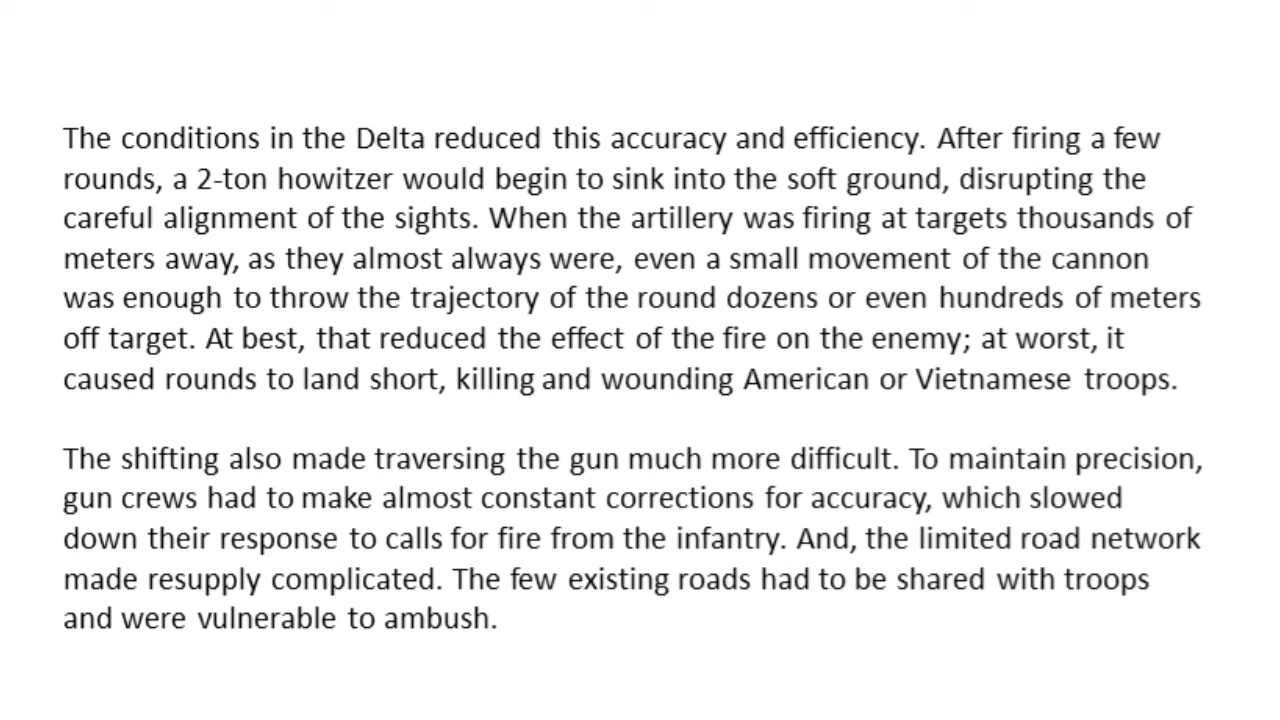 The conditions in the Delta reduced this accuracy and efficiency. After firing a few
rounds, a 2-ton howitzer would begin to sink into the soft ground, disrupting the
careful alignment of the sights. When the artillery was firing at targets thousands of
meters away, as they almost always were, even a small movement of the cannon
was enough to throw the trajectory of the round dozens or even hundreds of meters
off target. At best, that reduced the effect of the fire on the enemy; at worst, it
caused rounds to land short, killing and wounding American or Vietnamese troops.
The shifting also made traversing the gun much more difficult. To maintain precision,
gun crews had to make almost constant corrections for accuracy, which slowed
down their response to calls for fire from the infantry. And, the limited road network
made resupply complicated. The few existing roads had to be shared with troops
and were vulnerable to ambush.